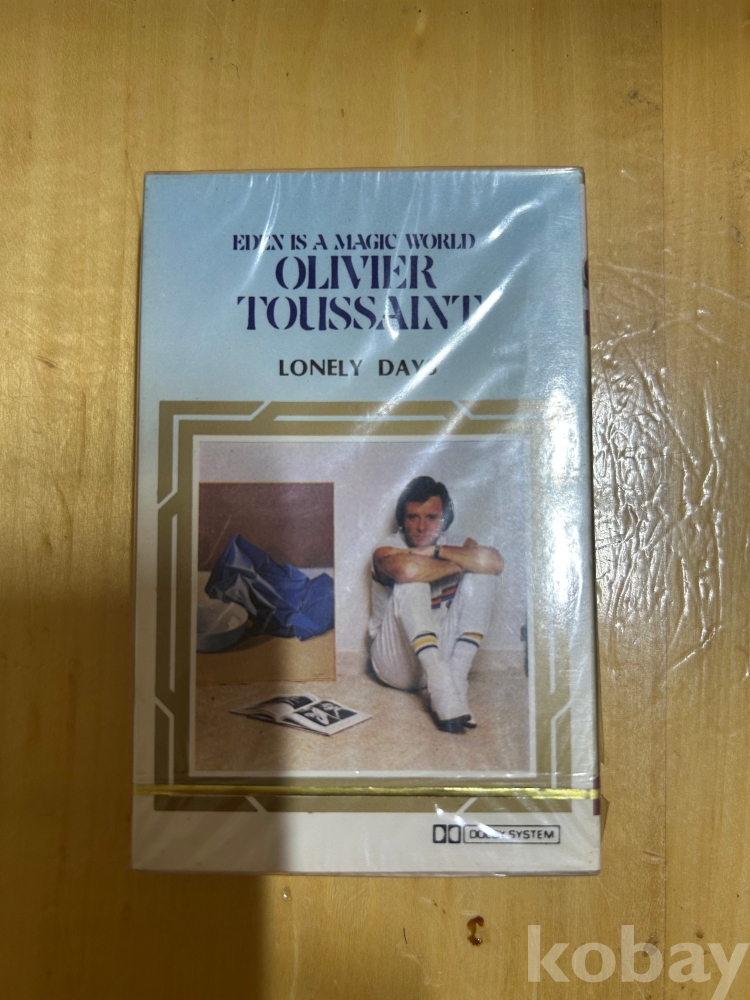 EDEN IS A MAGIC WORLD
OLIVIER
TOUSSAINT
LONELY DAYS
DOLBY SYSTEM
kobay